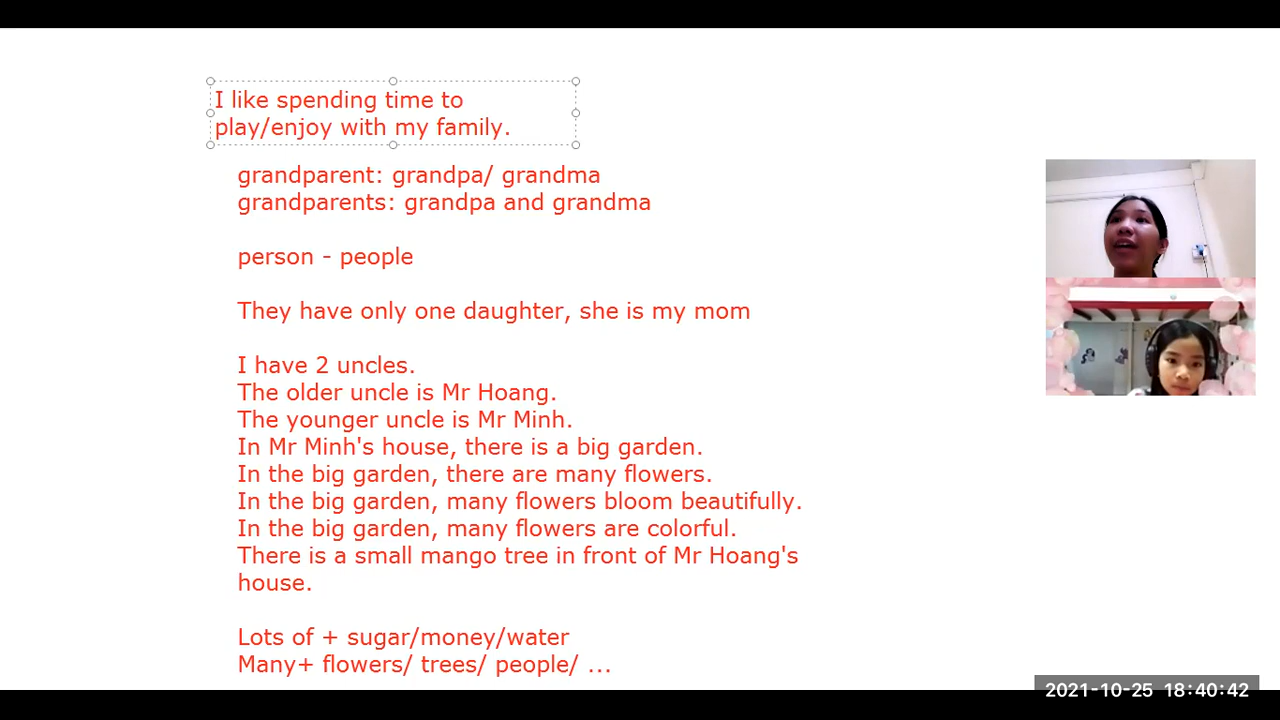 I like spending time to
play/enjoy with my family.
grandparent: grandpa/ grandma
grandparents: grandpa and grandma
person - people
They have only one daughter, she is my mom
I have 2 uncles.
The older uncle is Mr Hoang.
The younger uncle is Mr Minh.
In Mr Minh's house, there is a big garden.
In the big garden, there are many flowers.
In the big garden, many flowers bloom beautifully.
In the big garden, many flowers are colorful.
There is a small mango tree in front of Mr Hoang's
house.
Lots of + sugar/money/water
Many+ flowers/ trees/ people/ ...
2021-10-25 18:40:42